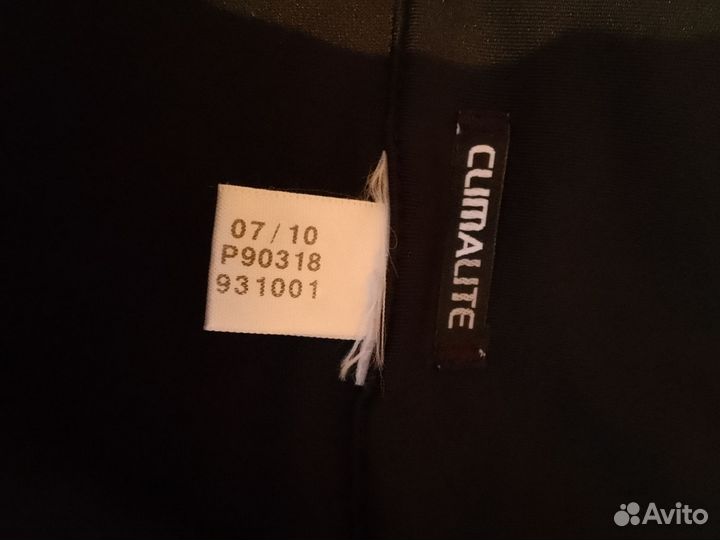 07/10
P90318
931001
CLIMALITE
Avito